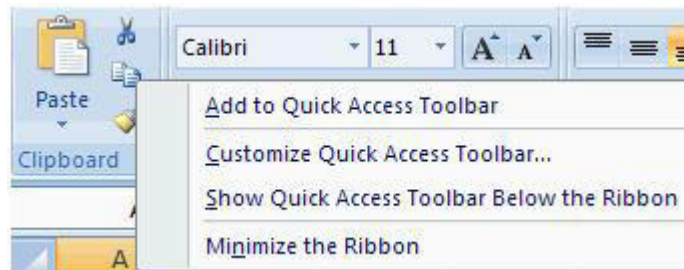 Calibri 11 A A
Paste
Add to Quick Access Toolbar
Customize Quick Access Toolbar...
Clipboard
Show Quick Access Toolbar Below the Ribbon
Minimize the Ribbon
A